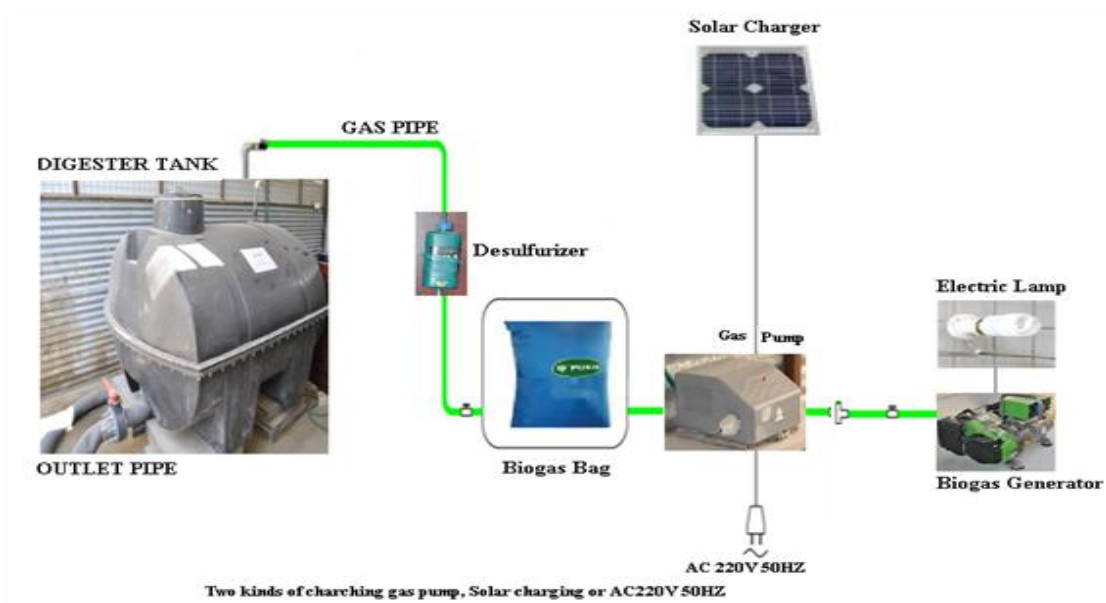 Solar Charger
GAS PIPE
DIGESTER TANK
Desulfurizer
Electric Lamp
Gas Pump
PUXIN
Biogas Bag
OUTLET PIPE
Biogas Generator
AC 220V 50HZ
Two kinds of charching gas pump, Solar charging or AC220V 50HZ